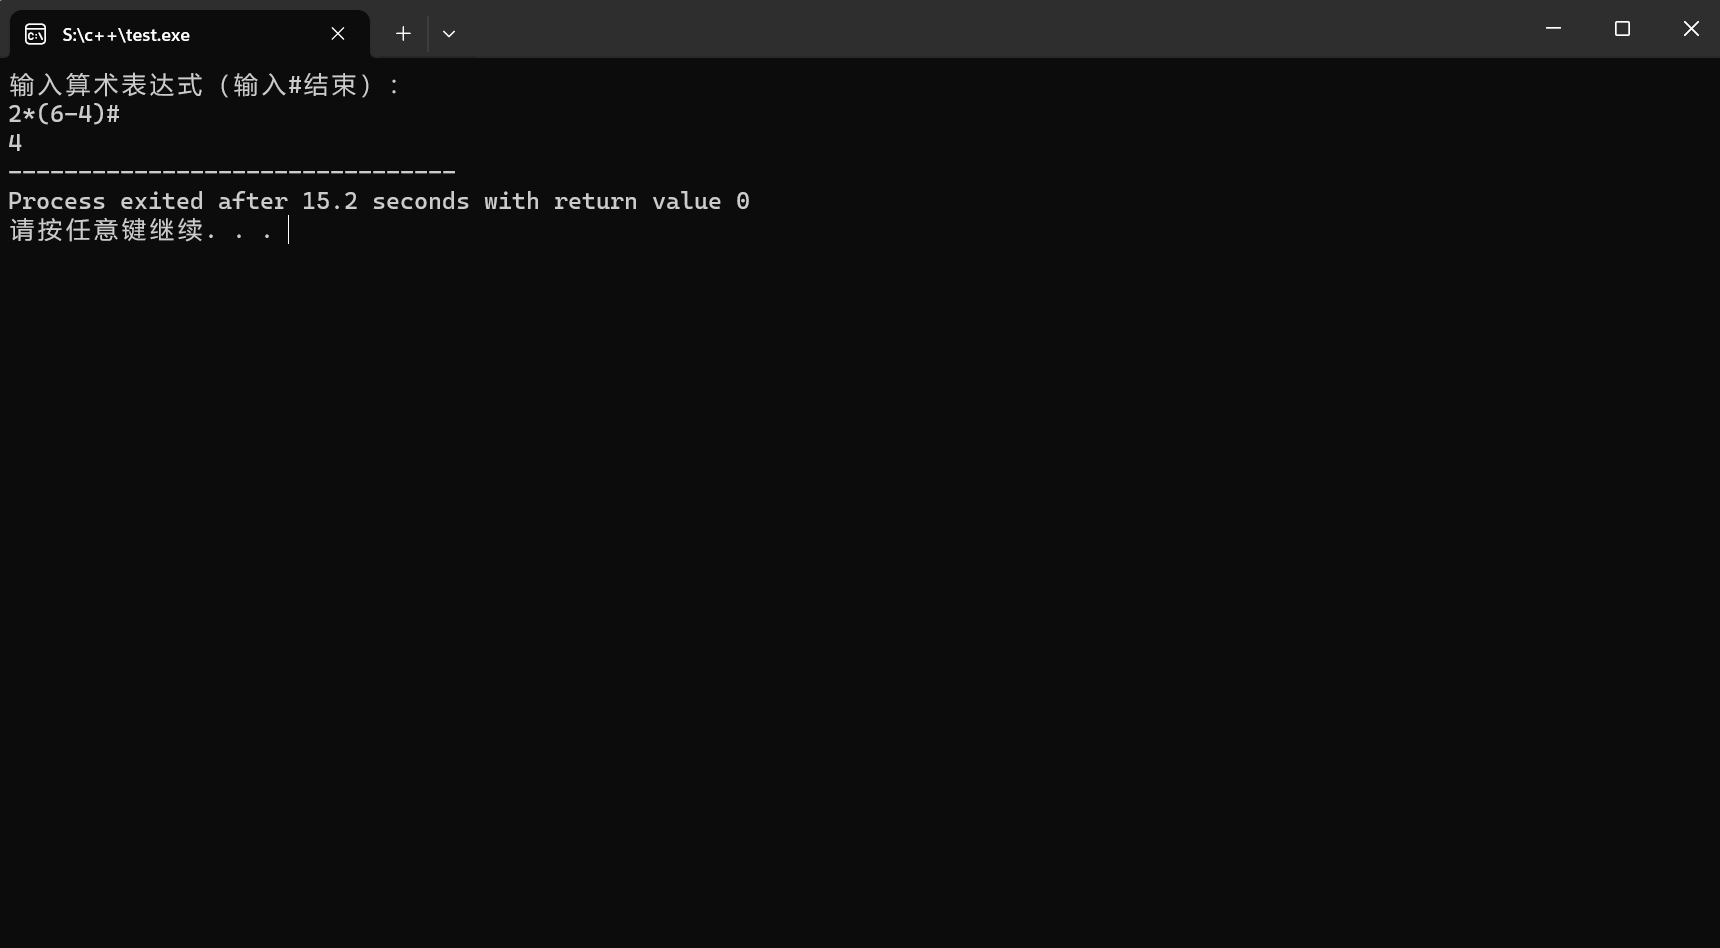 S:\c++\test.exe
输入算术表达式（输入#结束）：
2*(6-4)#
4
--------------------------------
Process exited after 15.2 seconds with return value 0
请按任意键继续. . .